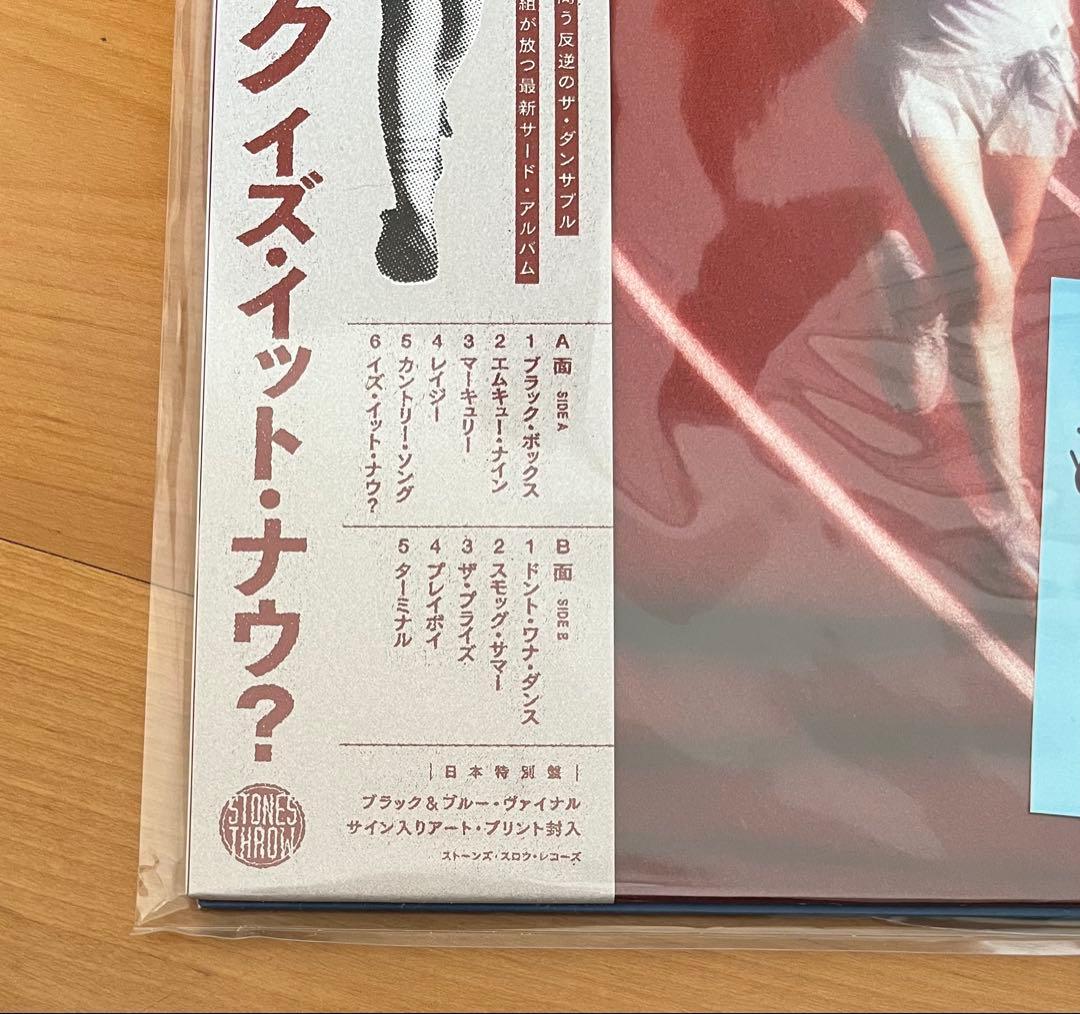 う反逆のザ・ダンサブル
組が放つ最新サード・アルバム
クイズ・イット・ナウ?
A面 SIDE A
1 ブラック・ボックス
2 エムキュー・ナイン
3 マーキュリー
4 レイジー
5 カントリー・ソング
6 イズ・イット・ナウ?
B面 SIDE B
1 ドント・ワナ・ダンス
2 スモッグ・サマー
3 ザ・プライズ
4 プレイボイ
5 ターミナル
日本特別盤
ブラック&ブルー・ヴァイナル
サイン入りアート・プリント封入
ストーンズ・スロウ・レコーズ
STONES
THROW